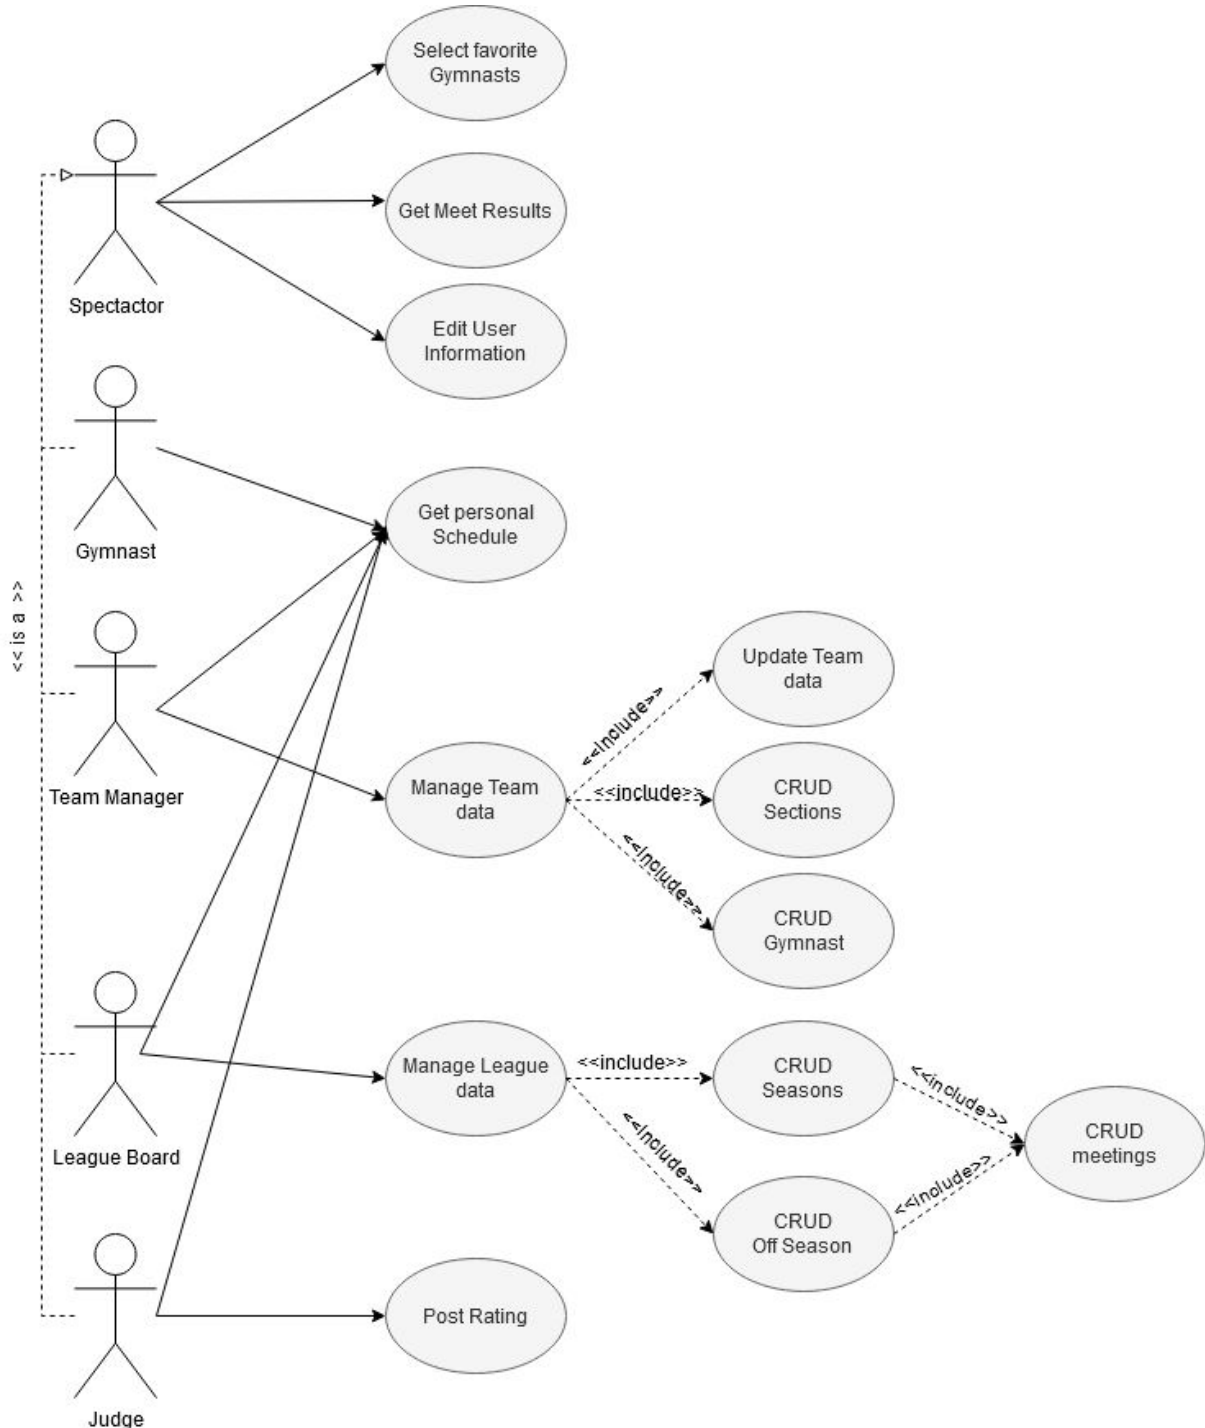 Select favorite
Gymnasts
Get Meet Results
Spectactor
Edit User
Information
Get personal
Schedule
Gymnast
<<is a >>
Update Team
data
<<include>>
Team Manager
Manage Team
data
<<include>>
CRUD
Sections
<<include>>
CRUD
Gymnast
League Board
Manage League
data
<<include>>
CRUD
Seasons
<<include>>
CRUD
meetings
<<include>>
CRUD
Off Season
<<include>>
Post Rating
Judge